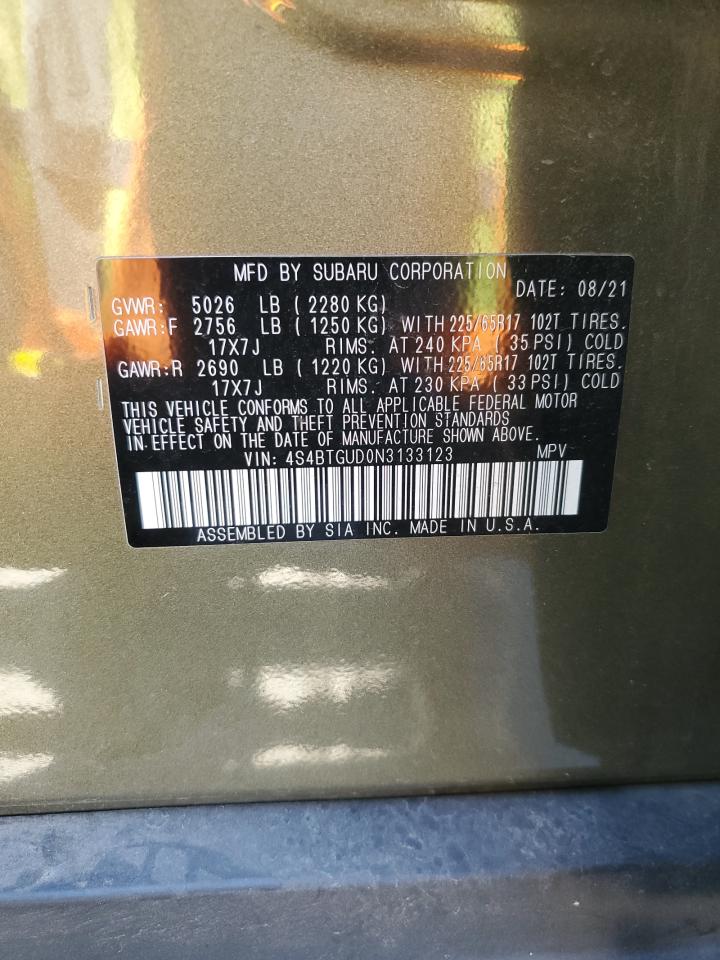 MFD BY SUBARU CORPORATION DATE: 08/21
GVWR: 5026 LB ( 2280 KG)
GAWR:F 2756 LB ( 1250 KG) WITH 225/65R17 102T TIRES.
17X7J RIMS. AT 240 KPA ( 35 PSI) COLD
GAWR:R 2690 LB ( 1220 KG) WITH 225/65R17 102T TIRES.
17X7J RIMS. AT 230 KPA ( 33 PSI) COLD
THIS VEHICLE CONFORMS TO ALL APPLICABLE FEDERAL MOTOR
VEHICLE SAFETY AND THEFT PREVENTION STANDARDS
IN EFFECT ON THE DATE OF MANUFACTURE SHOWN ABOVE.
VIN: 4S4BTGUD0N3133123 MPV
ASSEMBLED BY SIA INC. MADE IN U.S.A.